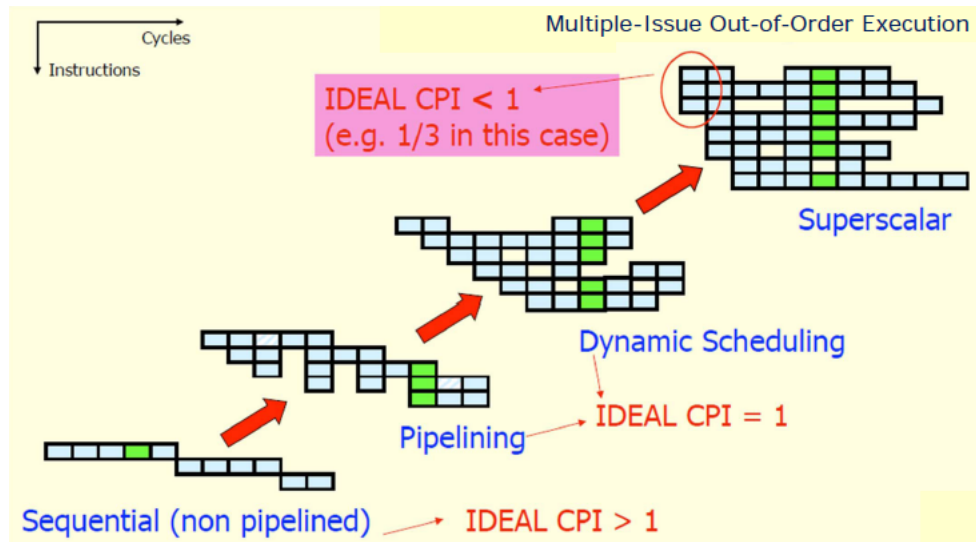 Multiple-Issue Out-of-Order Execution
Cycles
Instructions
IDEAL CPI < 1
(e.g. 1/3 in this case)
Superscalar
Dynamic Scheduling
IDEAL CPI = 1
Pipelining
Sequential (non pipelined)
IDEAL CPI > 1